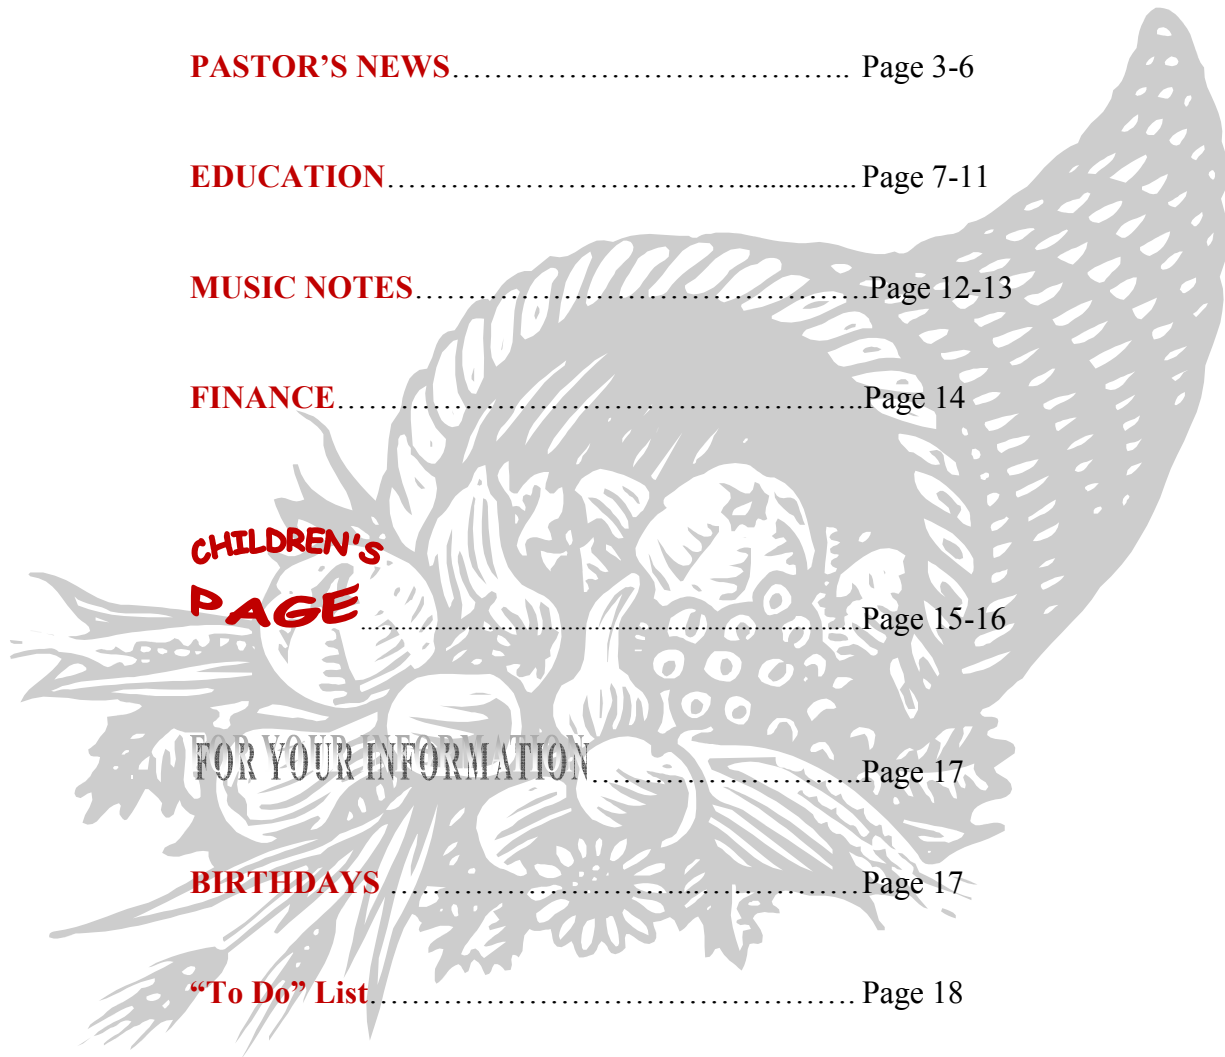 PASTOR’S NEWS……………………………….. Page 3-6
EDUCATION……………………………............... Page 7-11
MUSIC NOTES…………………………………….Page 12-13
FINANCE…………………………………………..Page 14
CHILDREN's
PAGE...........................................................................Page 15-16
FOR YOUR INFORMATION……………………..Page 17
BIRTHDAYS ………………………..……………Page 17
“To Do” List………………………………………. Page 18